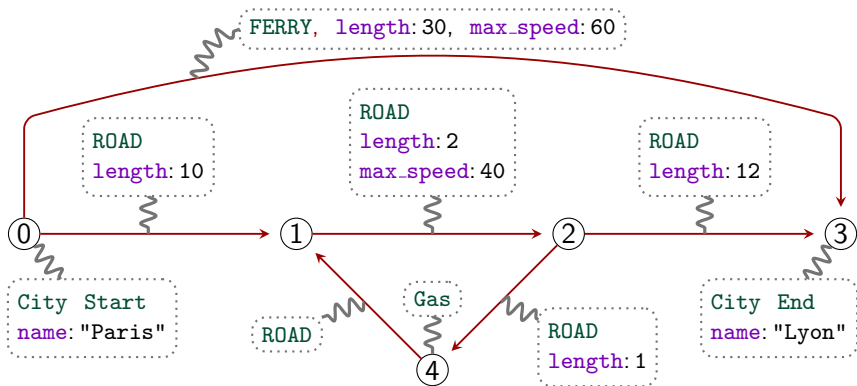 FERRY, length: 30, max_speed: 60
ROAD
length: 10
ROAD
length: 2
max_speed: 40
ROAD
length: 12
0
1
2
3
City Start
name: "Paris"
ROAD
Gas
4
ROAD
length: 1
City End
name: "Lyon"